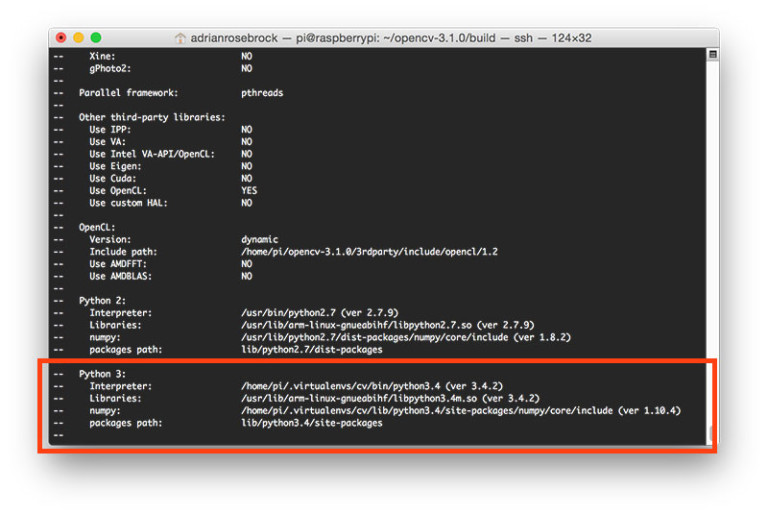 adrianrosebrock — pi@raspberrypi: ~/opencv-3.1.0/build — ssh — 124×32
--     Xine:                        NO
--     gPhoto2:                     NO
--
--   Parallel framework:            pthreads
--
--   Other third-party libraries:
--     Use IPP:                     NO
--     Use VA:                      NO
--     Use Intel VA-API/OpenCL:     NO
--     Use Eigen:                   NO
--     Use Cuda:                    NO
--     Use OpenCL:                  YES
--     Use custom HAL:              NO
--
--   OpenCL:
--     Version:                     dynamic
--     Include path:                /home/pi/opencv-3.1.0/3rdparty/include/opencl/1.2
--     Use AMDFFT:                  NO
--     Use AMDBLAS:                 NO
--
--   Python 2:
--     Interpreter:                 /usr/bin/python2.7 (ver 2.7.9)
--     Libraries:                   /usr/lib/arm-linux-gnueabihf/libpython2.7.so (ver 2.7.9)
--     numpy:                       /usr/lib/python2.7/dist-packages/numpy/core/include (ver 1.8.2)
--     packages path:               lib/python2.7/dist-packages
--
--   Python 3:
--     Interpreter:                 /home/pi/.virtualenvs/cv/bin/python3.4 (ver 3.4.2)
--     Libraries:                   /usr/lib/arm-linux-gnueabihf/libpython3.4m.so (ver 3.4.2)
--     numpy:                       /home/pi/.virtualenvs/cv/lib/python3.4/site-packages/numpy/core/include (ver 1.10.4)
--     packages path:               lib/python3.4/site-packages
--